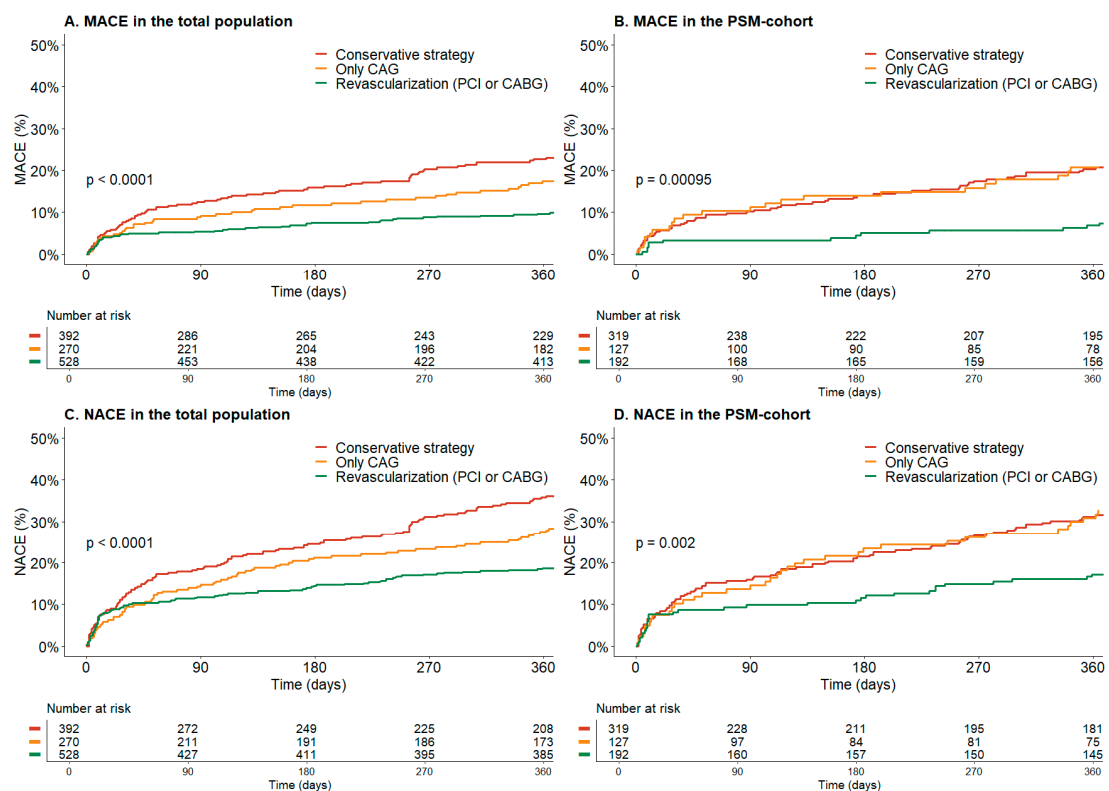 A. MACE in the total population
50%
40%
30%
20%
10%
0%
MACE (%)
Conservative strategy
Only CAG
Revascularization (PCI or CABG)
p < 0.0001
0 90 180 270 360
Time (days)
Number at risk
392 286 265 243 229
270 221 204 196 182
528 453 438 422 413
0 90 180 270 360
Time (days)
B. MACE in the PSM-cohort
50%
40%
30%
20%
10%
0%
MACE (%)
Conservative strategy
Only CAG
Revascularization (PCI or CABG)
p = 0.00095
0 90 180 270 360
Time (days)
Number at risk
319 238 222 207 195
127 100 90 85 78
192 168 165 159 156
0 90 180 270 360
Time (days)
C. NACE in the total population
50%
40%
30%
20%
10%
0%
NACE (%)
Conservative strategy
Only CAG
Revascularization (PCI or CABG)
p < 0.0001
0 90 180 270 360
Time (days)
Number at risk
392 272 249 225 208
270 211 191 186 173
528 427 411 395 385
0 90 180 270 360
Time (days)
D. NACE in the PSM-cohort
50%
40%
30%
20%
10%
0%
NACE (%)
Conservative strategy
Only CAG
Revascularization (PCI or CABG)
p = 0.002
0 90 180 270 360
Time (days)
Number at risk
319 228 211 195 181
127 97 84 81 75
192 160 157 150 145
0 90 180 270 360
Time (days)